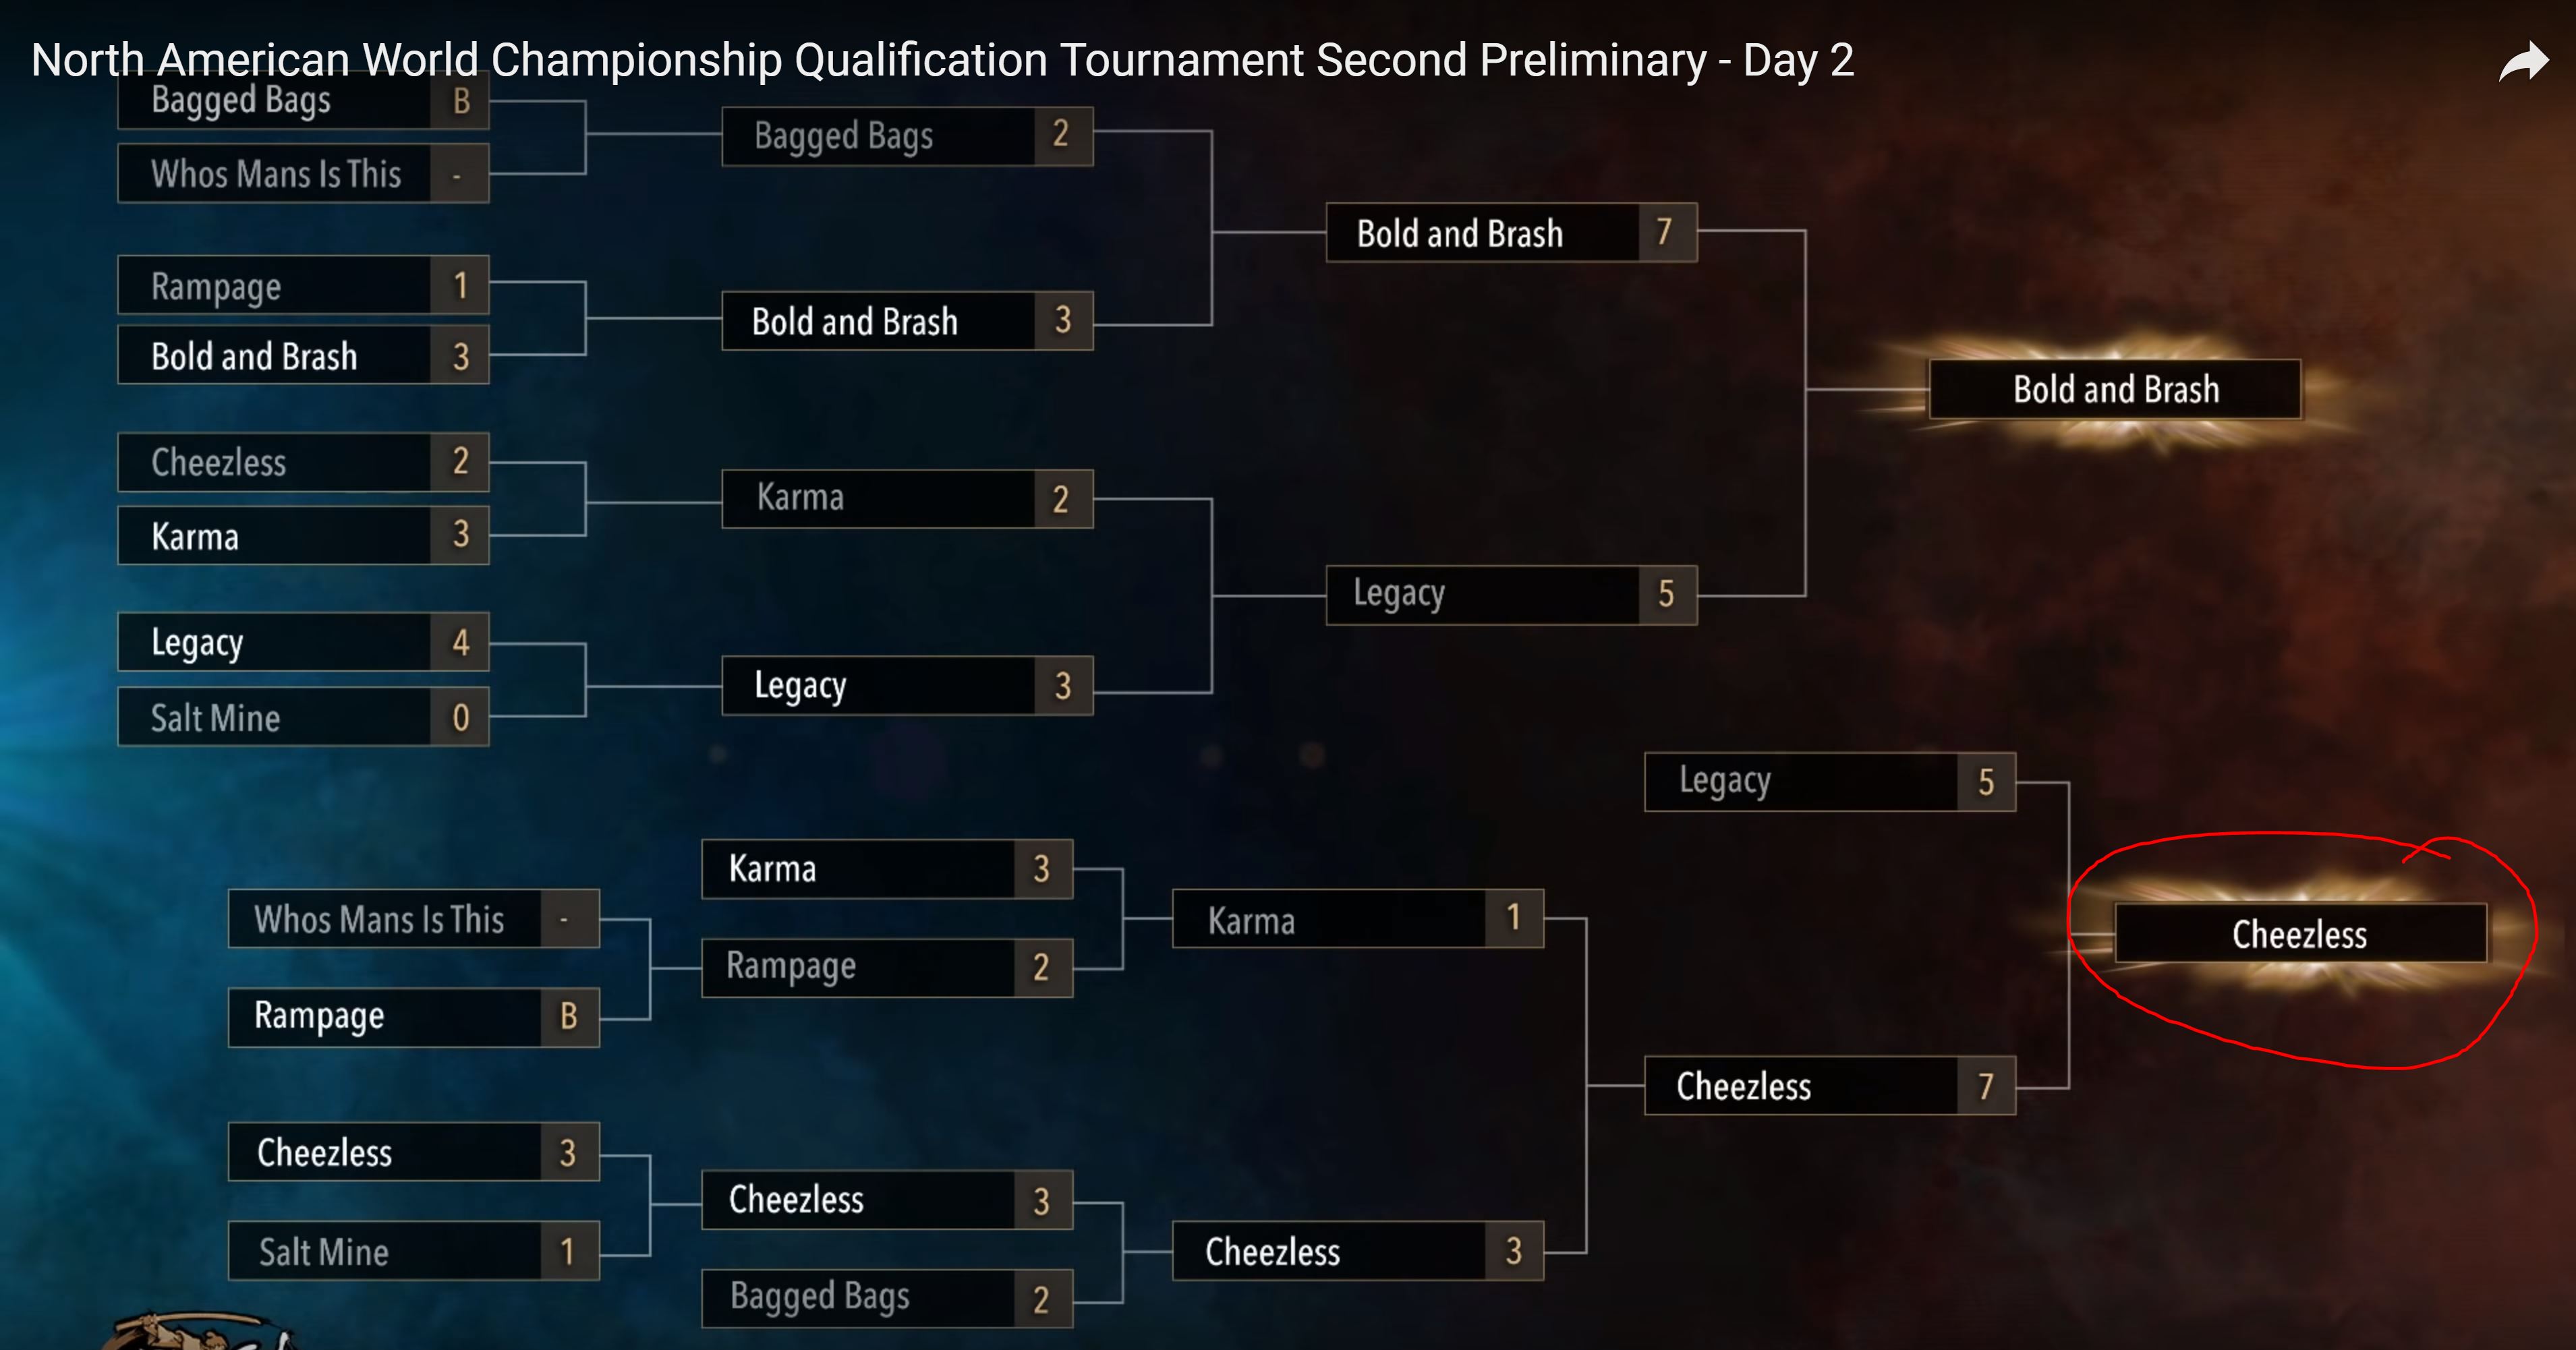 North American World Championship Qualification Tournament Second Preliminary - Day 2
Bagged Bags B
Whos Mans Is This -
Rampage 1
Bold and Brash 3
Cheezless 2
Karma 3
Legacy 4
Salt Mine 0
Bagged Bags 2
Bold and Brash 3
Karma 2
Legacy 3
Bold and Brash 7
Legacy 5
Bold and Brash
Whos Mans Is This -
Rampage B
Cheezless 3
Salt Mine 1
Karma 3
Rampage 2
Cheezless 3
Bagged Bags 2
Karma 1
Cheezless 3
Legacy 5
Cheezless 7
Cheezless